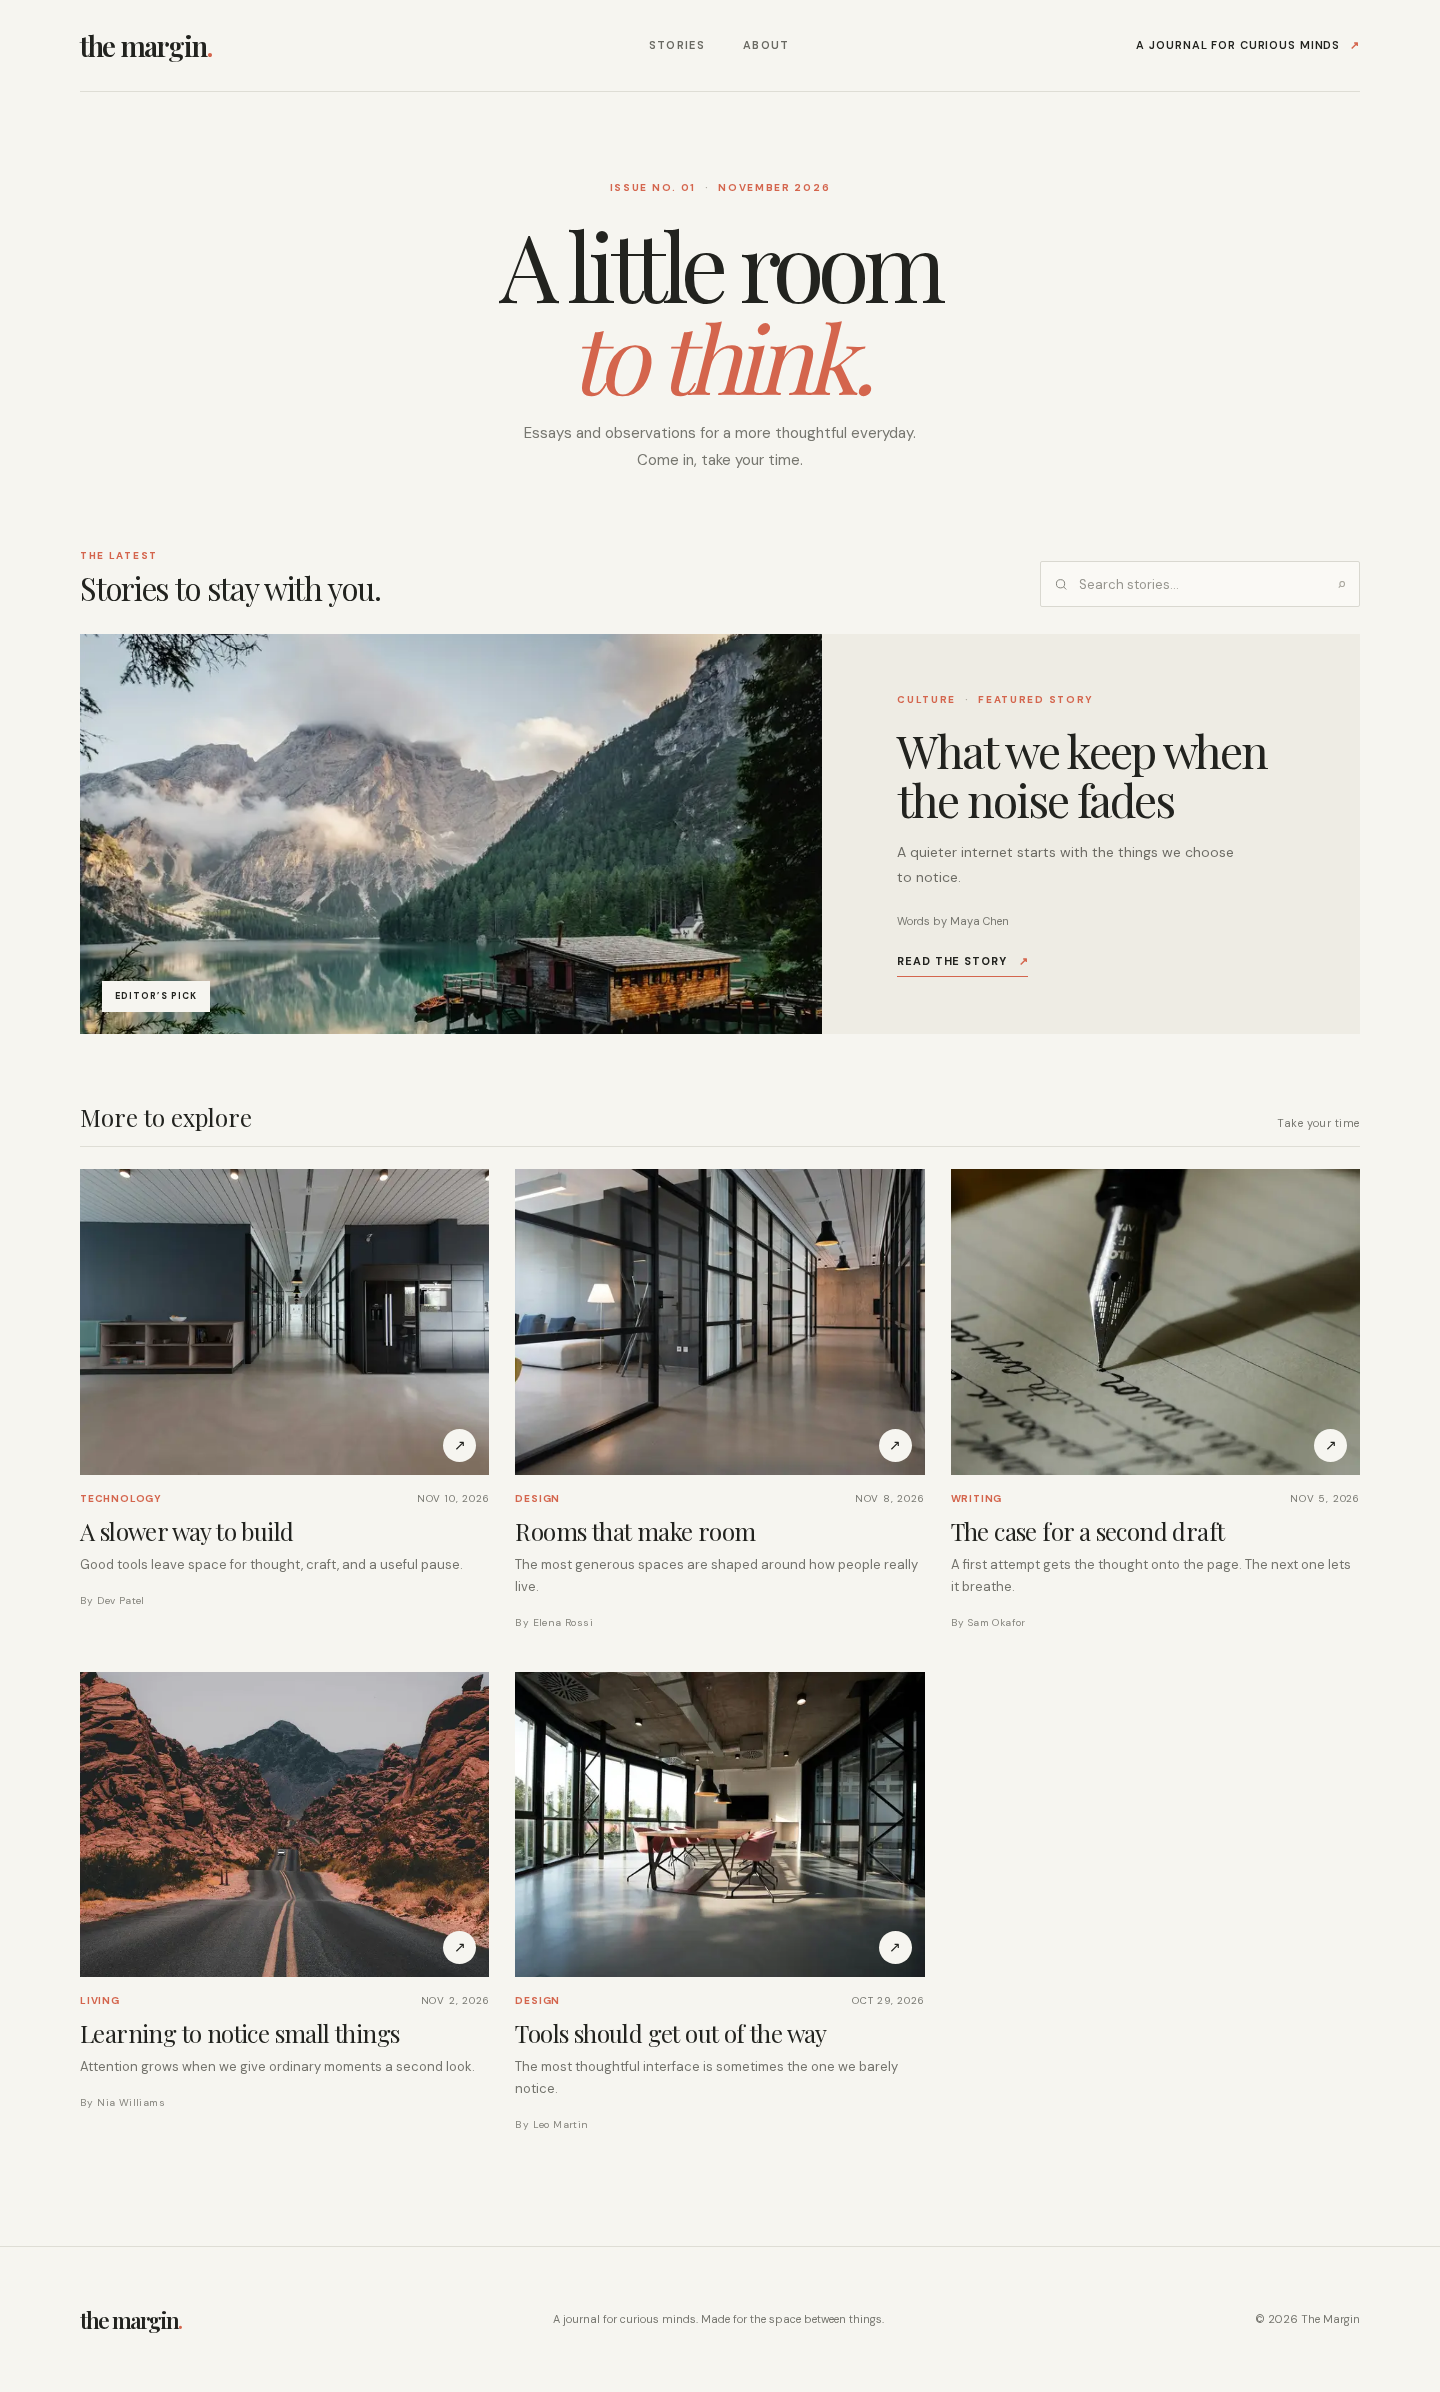 the margin.
STORIES
ABOUT
A JOURNAL FOR CURIOUS MINDS ↗
ISSUE NO. 01 · NOVEMBER 2026
A little room
to think.
Essays and observations for a more thoughtful everyday.
Come in, take your time.
THE LATEST
Stories to stay with you.
Search stories...
EDITOR’S PICK
CULTURE · FEATURED STORY
What we keep when
the noise fades
A quieter internet starts with the things we choose
to notice.
Words by Maya Chen
READ THE STORY ↗
More to explore
Take your time
TECHNOLOGY
NOV 10, 2026
A slower way to build
Good tools leave space for thought, craft, and a useful pause.
By Dev Patel
DESIGN
NOV 8, 2026
Rooms that make room
The most generous spaces are shaped around how people really
live.
By Elena Rossi
WRITING
NOV 5, 2026
The case for a second draft
A first attempt gets the thought onto the page. The next one lets
it breathe.
By Sam Okafor
LIVING
NOV 2, 2026
Learning to notice small things
Attention grows when we give ordinary moments a second look.
By Nia Williams
DESIGN
OCT 29, 2026
Tools should get out of the way
The most thoughtful interface is sometimes the one we barely
notice.
By Leo Martin
the margin.
A journal for curious minds. Made for the space between things.
© 2026 The Margin